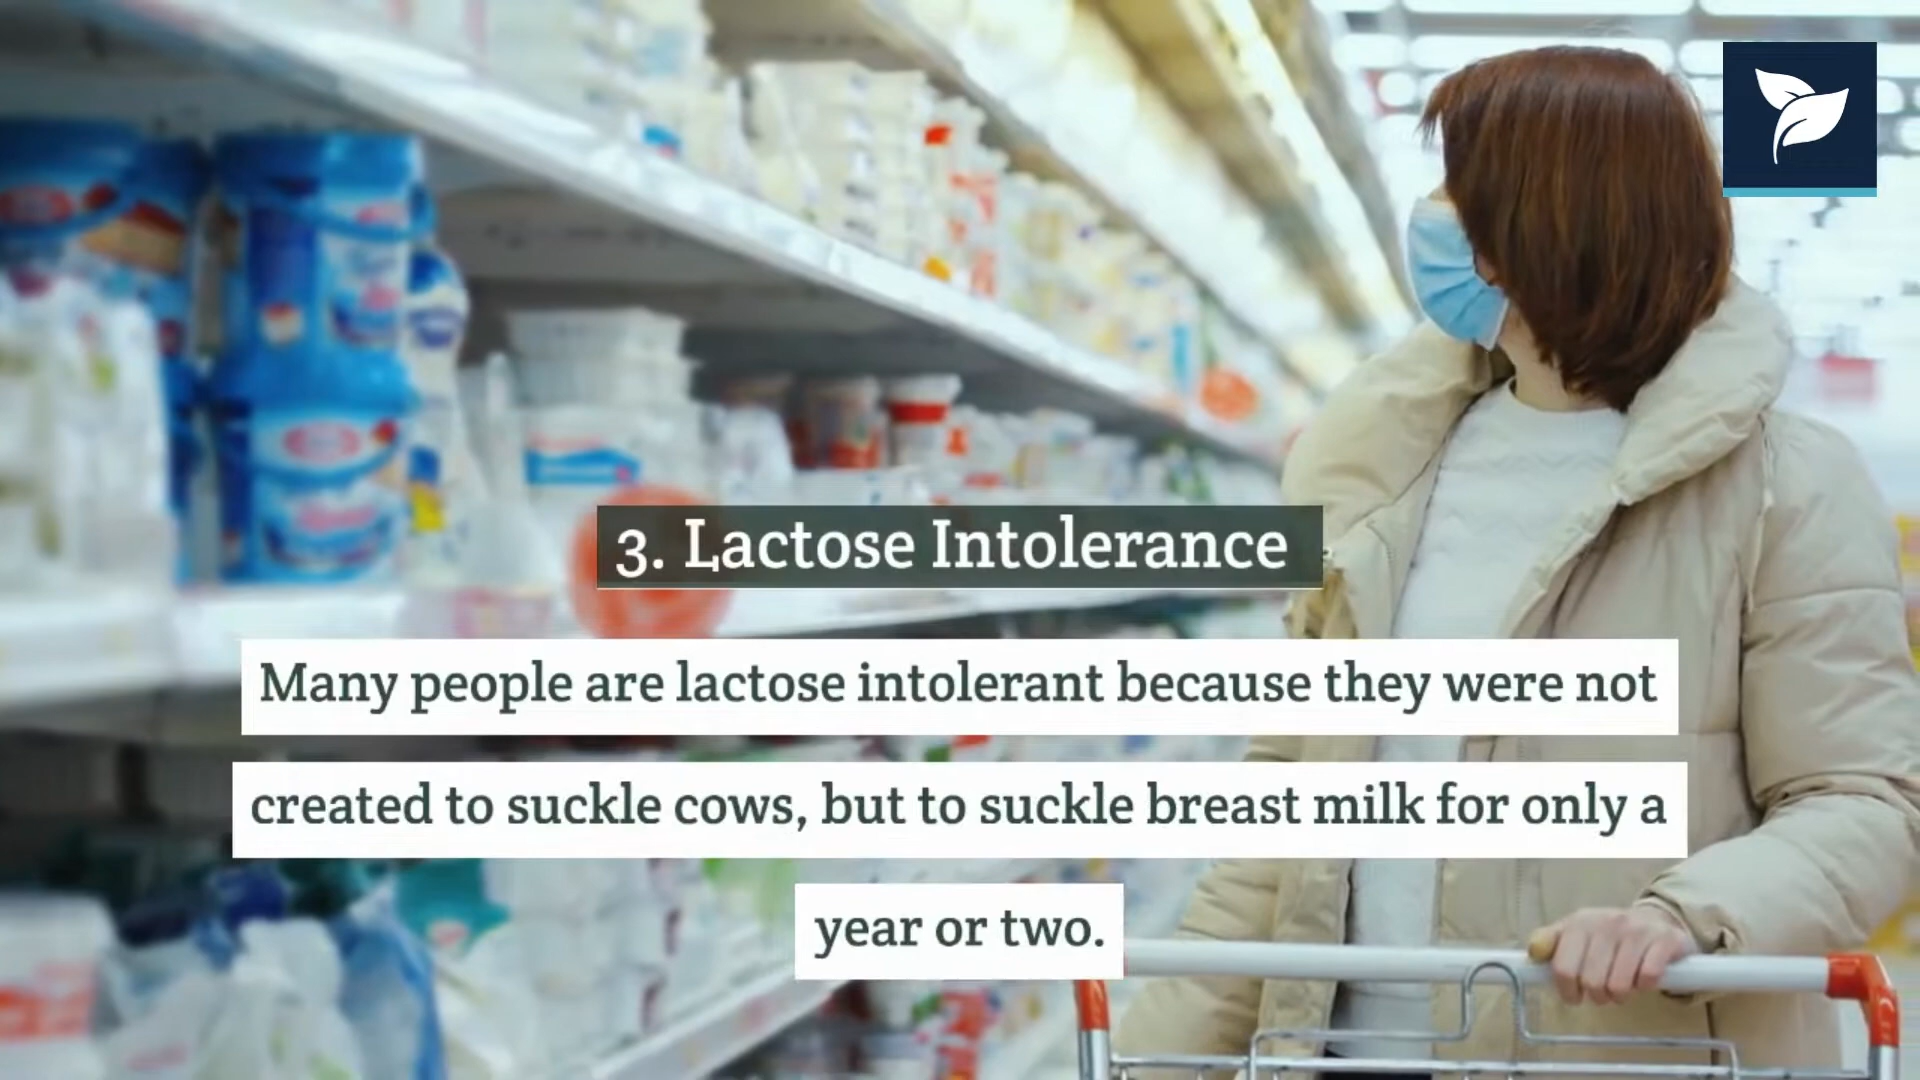 3. Lactose Intolerance
Many people are lactose intolerant because they were not
created to suckle cows, but to suckle breast milk for only a
year or two.